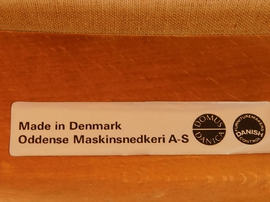 Made in Denmark
Oddense Maskinsnedkeri A-S
DOMUS
DANICA
DANISH